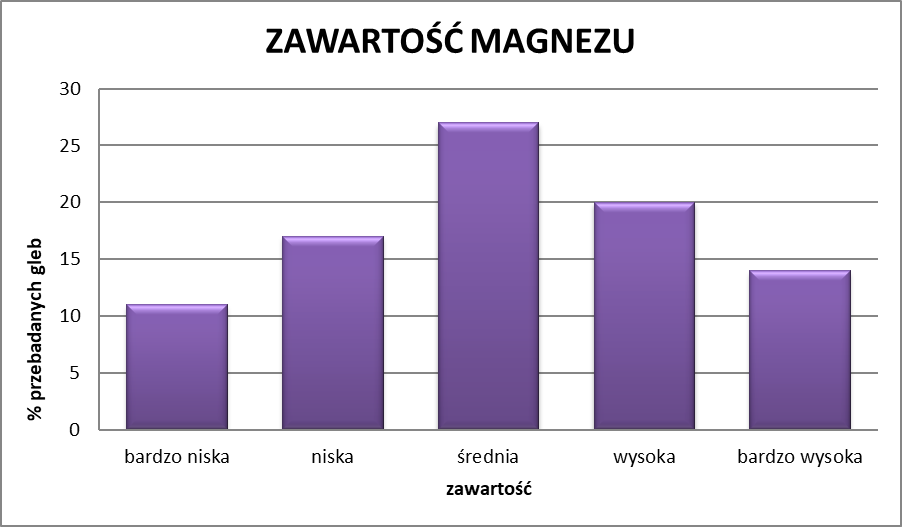 ZAWARTOŚĆ MAGNEZU
% przebadanych gleb
30
25
20
15
10
5
0
bardzo niska
niska
średnia
wysoka
bardzo wysoka
zawartość